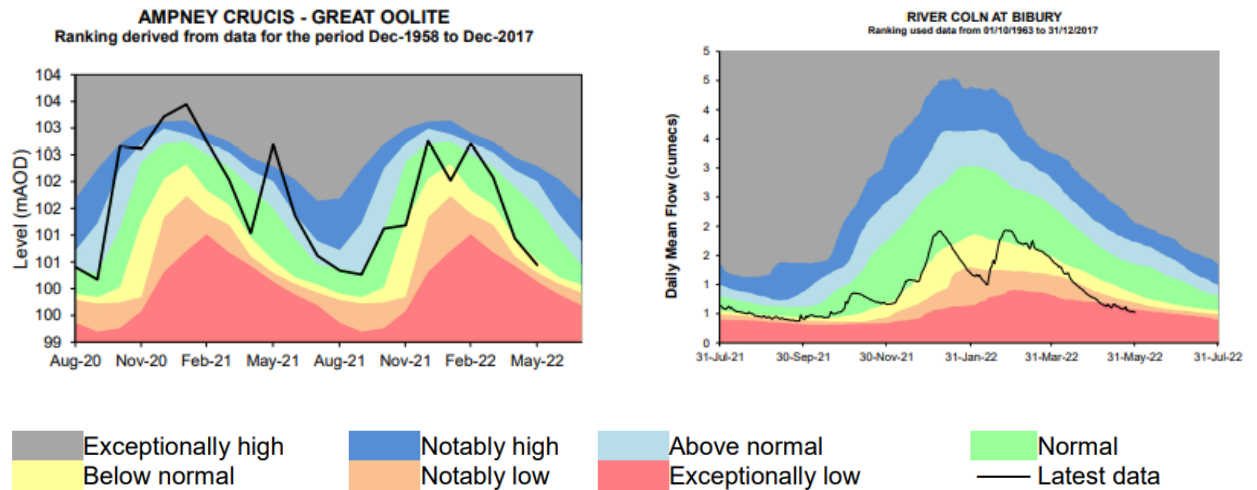 AMPNEY CRUCIS - GREAT OOLITE
Ranking derived from data for the period Dec-1958 to Dec-2017
Level (mAOD)
104
104
103
103
102
102
101
101
100
100
99
Aug-20 Nov-20 Feb-21 May-21 Aug-21 Nov-21 Feb-22 May-22
RIVER COLN AT BIBURY
Ranking used data from 01/10/1963 to 31/12/2017
Daily Mean Flow (cumecs)
5
5
4
4
3
3
2
2
1
1
0
31-Jul-21 30-Sep-21 30-Nov-21 31-Jan-22 31-Mar-22 31-May-22 31-Jul-22
Exceptionally high Notably high Above normal Normal
Below normal Notably low Exceptionally low Latest data